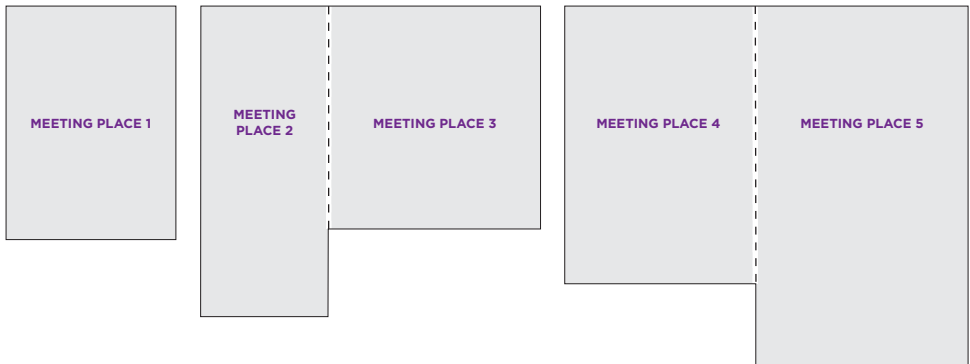 MEETING PLACE 1
MEETING
PLACE 2
MEETING PLACE 3
MEETING PLACE 4
MEETING PLACE 5